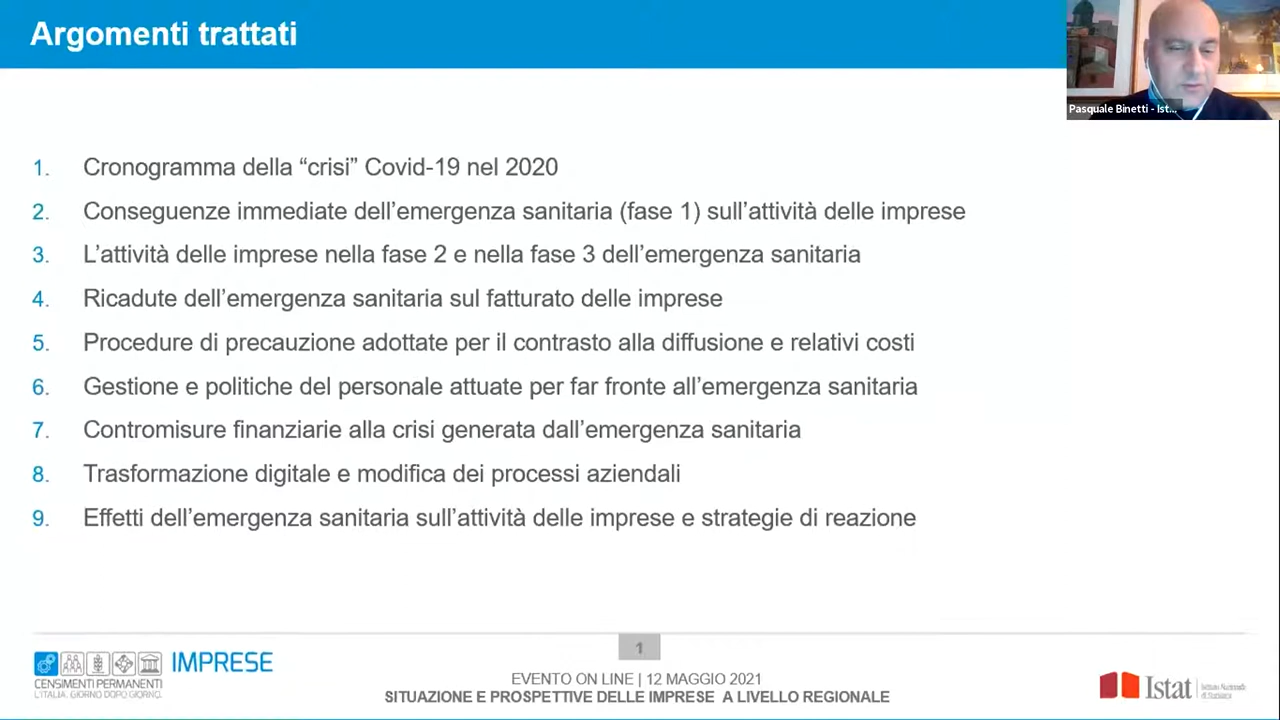 Argomenti trattati
Pasquale Binetti - Ist...
1. Cronogramma della “crisi” Covid-19 nel 2020
2. Conseguenze immediate dell’emergenza sanitaria (fase 1) sull’attività delle imprese
3. L’attività delle imprese nella fase 2 e nella fase 3 dell’emergenza sanitaria
4. Ricadute dell’emergenza sanitaria sul fatturato delle imprese
5. Procedure di precauzione adottate per il contrasto alla diffusione e relativi costi
6. Gestione e politiche del personale attuate per far fronte all’emergenza sanitaria
7. Contromisure finanziarie alla crisi generata dall’emergenza sanitaria
8. Trasformazione digitale e modifica dei processi aziendali
9. Effetti dell’emergenza sanitaria sull’attività delle imprese e strategie di reazione
1
IMPRESE
CENSIMENTI PERMANENTI
L’ITALIA, GIORNO DOPO GIORNO.
EVENTO ON LINE | 12 MAGGIO 2021
SITUAZIONE E PROSPETTIVE DELLE IMPRESE A LIVELLO REGIONALE
Istat